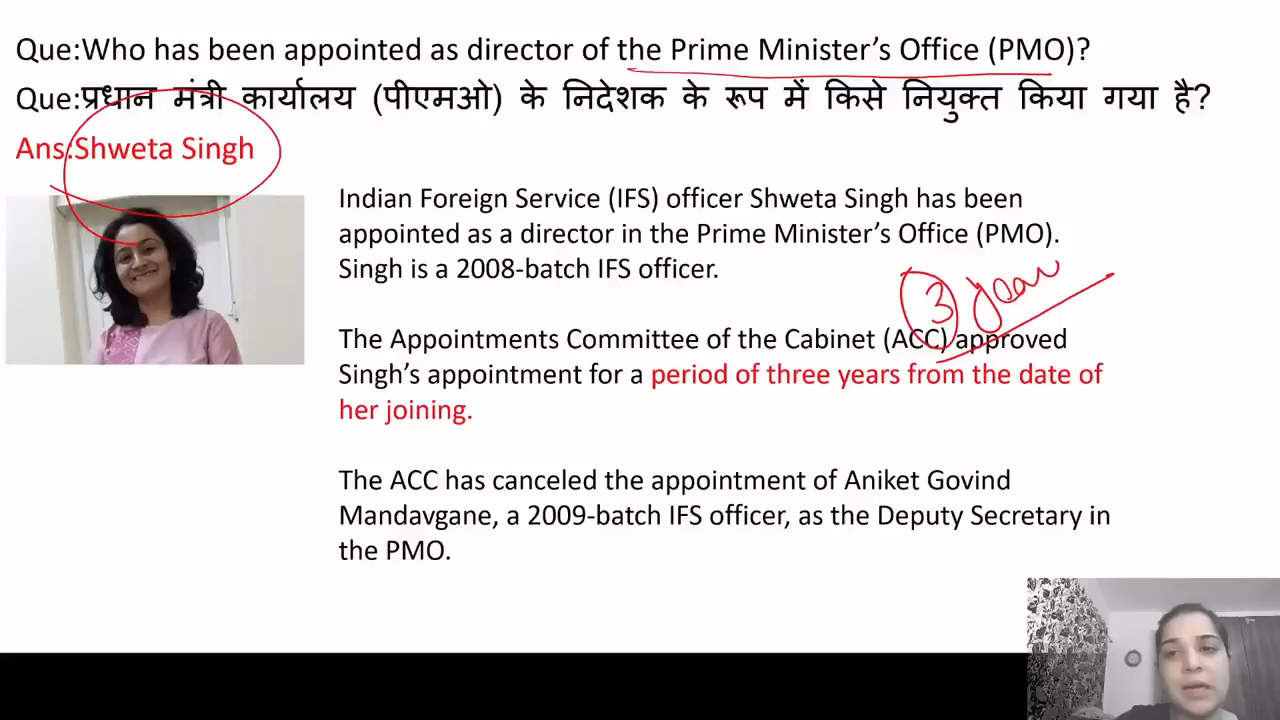 Que:Who has been appointed as director of the Prime Minister's Office (PMO)?
Que:प्रधान मंत्री कार्यालय (पीएमओ) के निदेशक के रूप में किसे नियुक्त किया गया है?
Ans:Shweta Singh
Indian Foreign Service (IFS) officer Shweta Singh has been
appointed as a director in the Prime Minister's Office (PMO).
Singh is a 2008-batch IFS officer.
3 year
The Appointments Committee of the Cabinet (ACC) approved
Singh's appointment for a period of three years from the date of
her joining.
The ACC has canceled the appointment of Aniket Govind
Mandavgane, a 2009-batch IFS officer, as the Deputy Secretary in
the PMO.